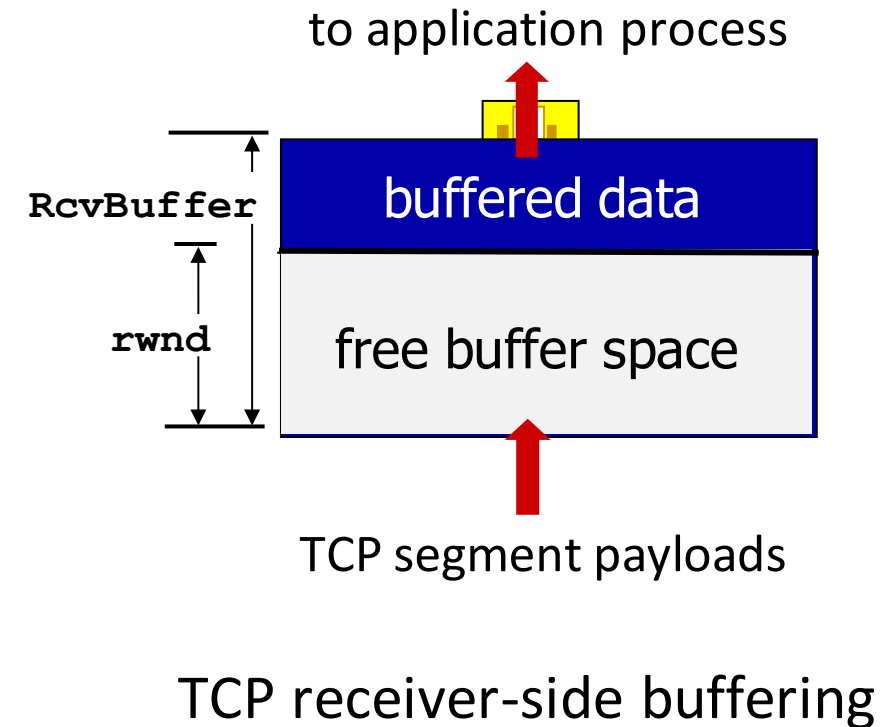 to application process
buffered data
RcvBuffer
rwnd
free buffer space
TCP segment payloads
TCP receiver-side buffering